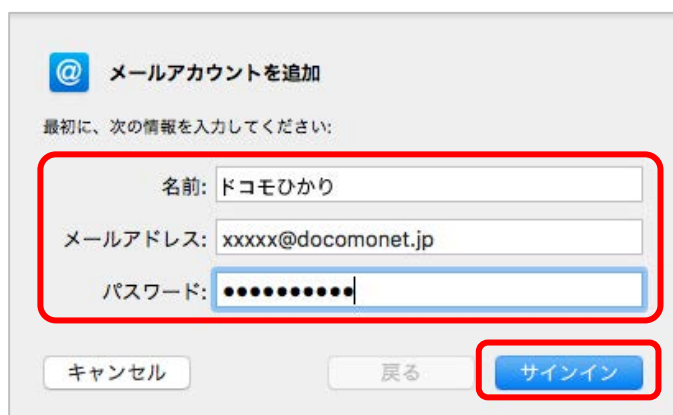 @ メールアカウントを追加
最初に、次の情報を入力してください:
名前: ドコモひかり
メールアドレス: xxxxx@docomonet.jp
パスワード: ●●●●●●●●●●
キャンセル 戻る サインイン